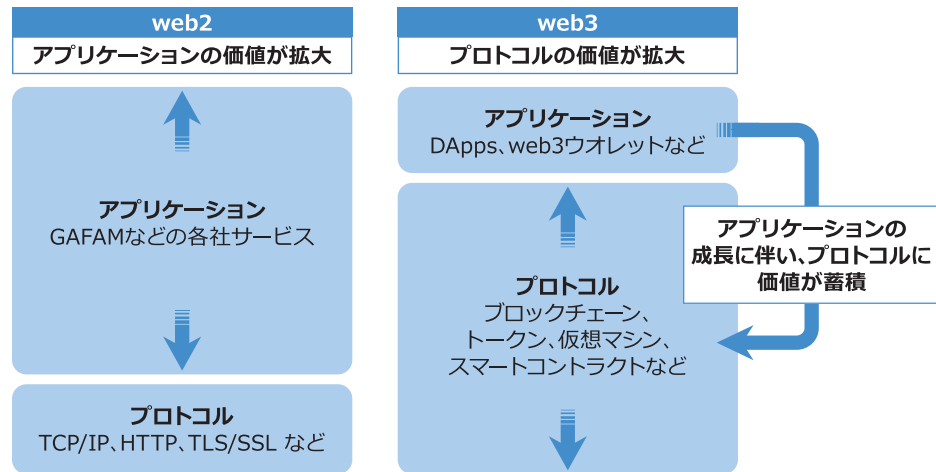 web2
アプリケーションの価値が拡大
アプリケーション
GAFAMなどの各社サービス
プロトコル
TCP/IP、HTTP、TLS/SSL など
web3
プロトコルの価値が拡大
アプリケーション
DApps、web3ウオレットなど
プロトコル
ブロックチェーン、
トークン、仮想マシン、
スマートコントラクトなど
アプリケーションの
成長に伴い、プロトコルに
価値が蓄積